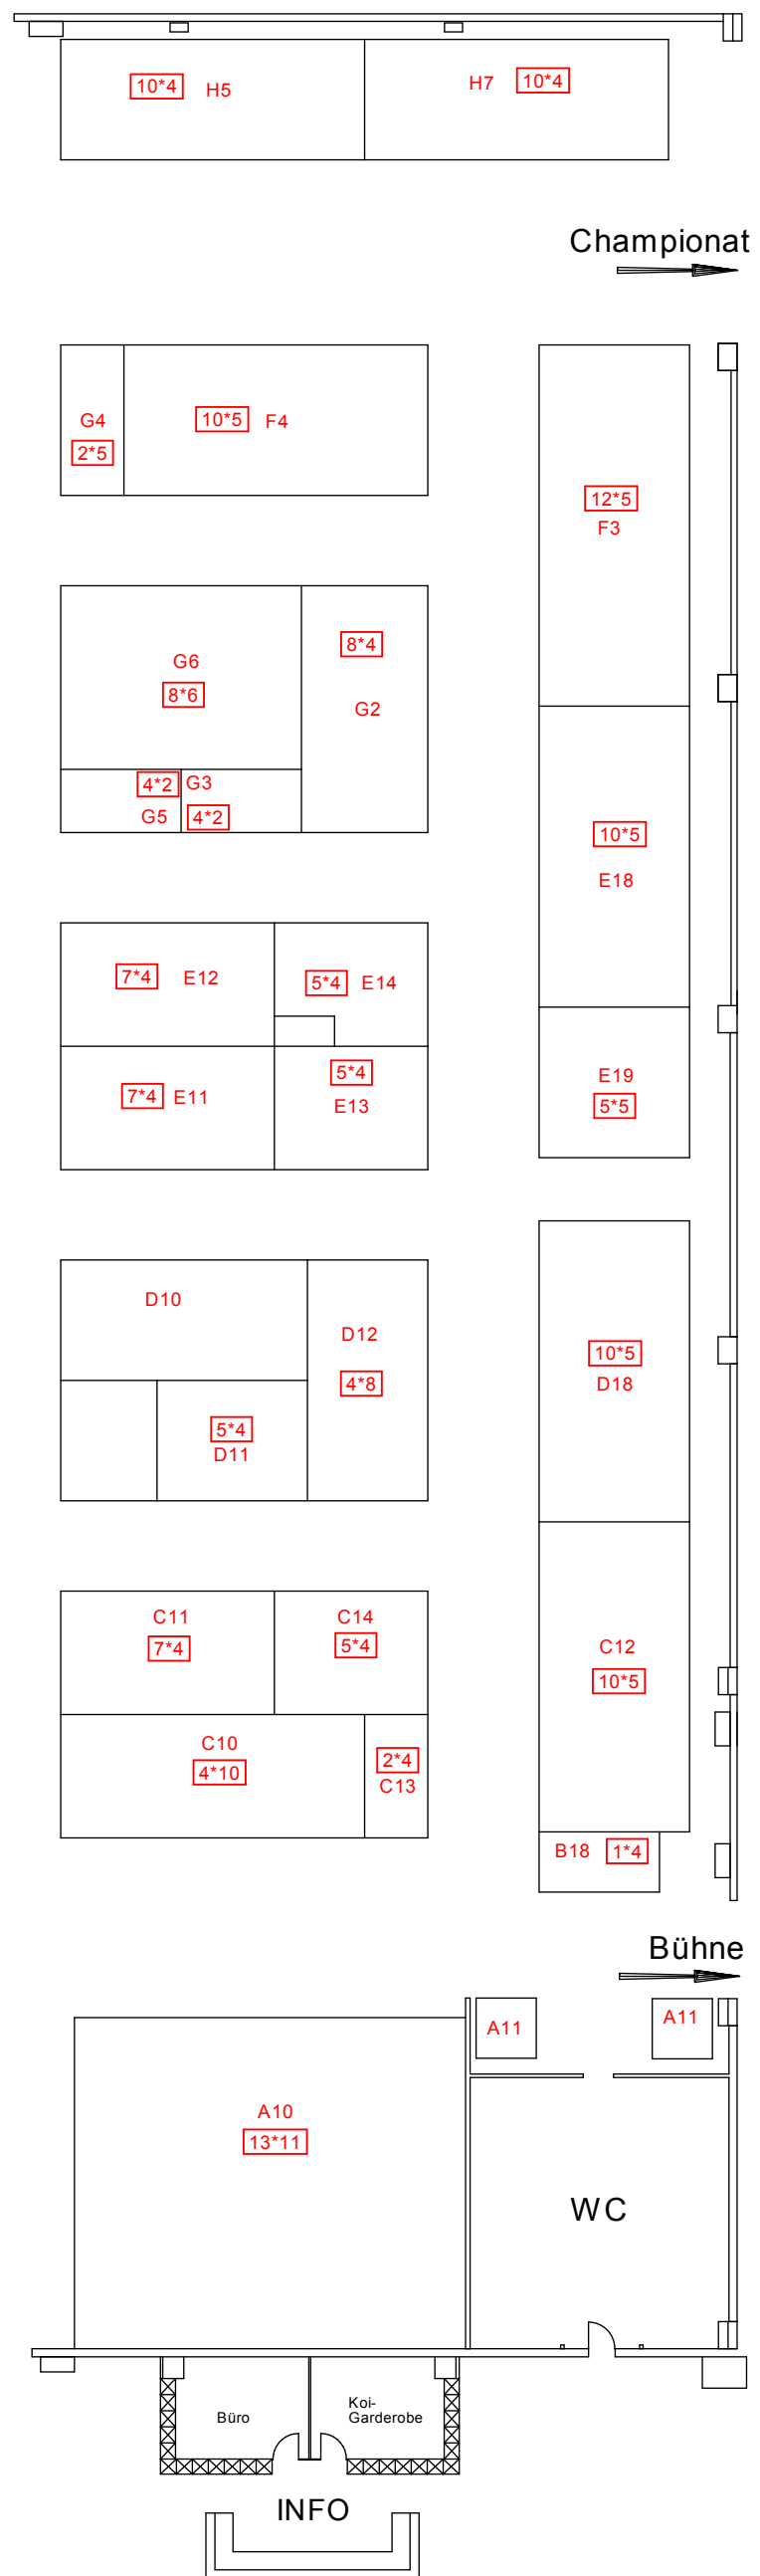 10*4 H5
H7 10*4
Championat
G4
2*5
10*5 F4
12*5
F3
G6
8*6
8*4
G2
4*2 G3
G5 4*2
10*5
E18
7*4 E12
5*4 E14
7*4 E11
5*4
E13
E19
5*5
D10
D12
4*8
5*4
D11
10*5
D18
C11
7*4
C14
5*4
C12
10*5
C10
4*10
2*4
C13
B18 1*4
Bühne
A11
A11
A10
13*11
WC
Büro
Koi-
Garderobe
INFO